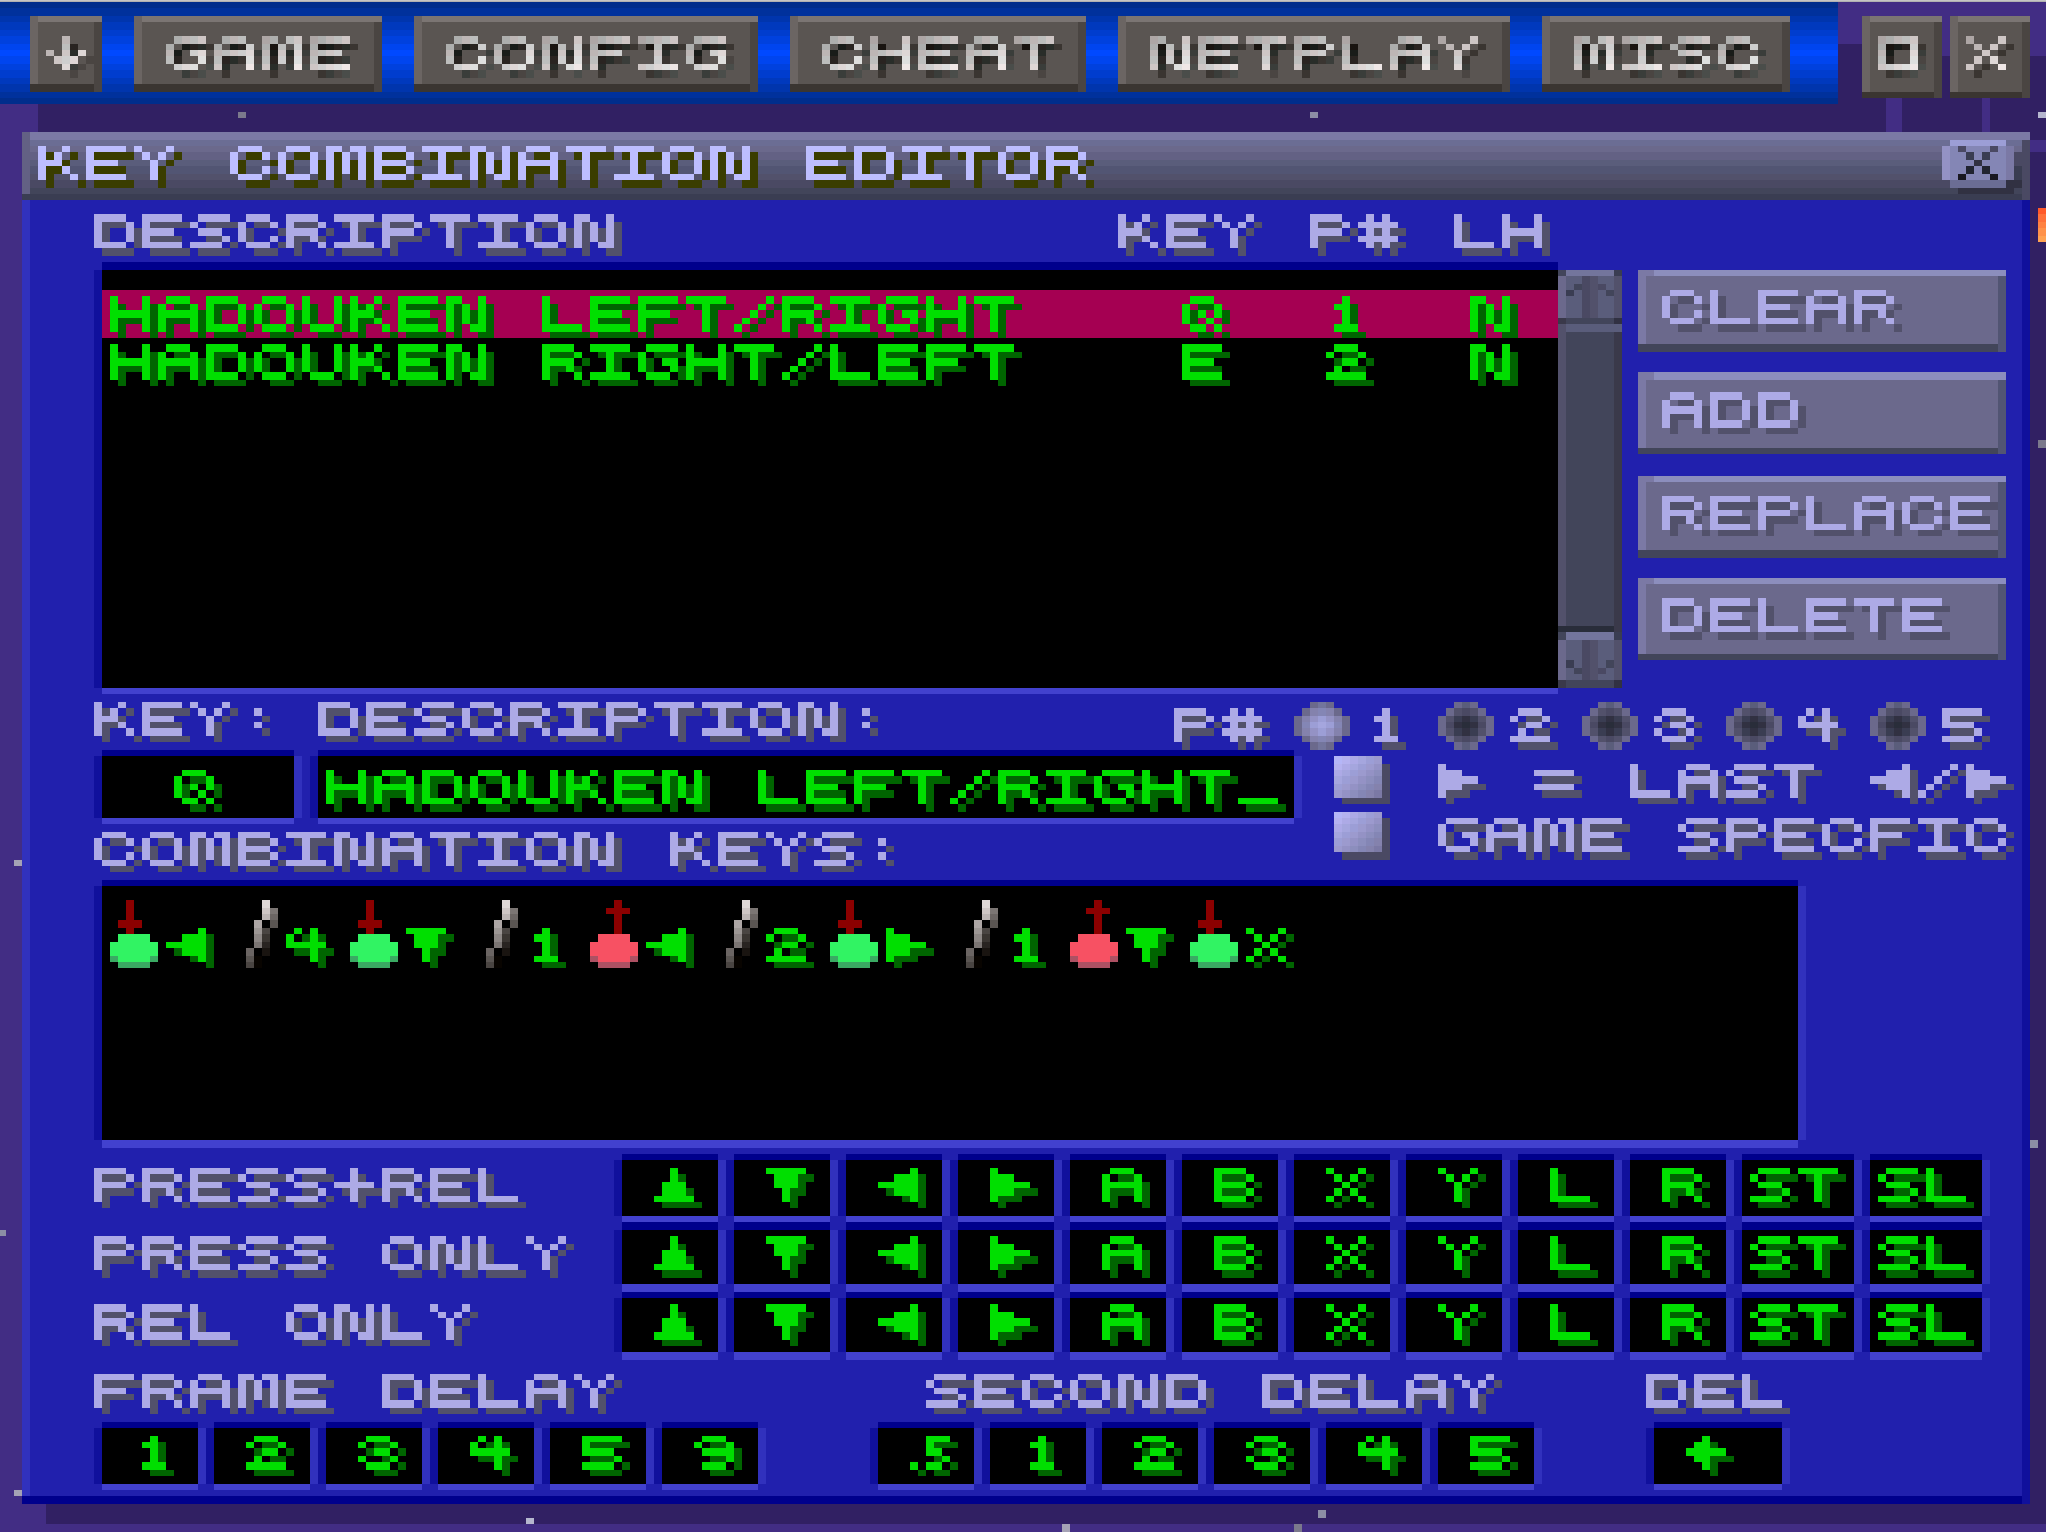 ↓ GAME CONFIG CHEAT NETPLAY MISC □ X
KEY COMBINATION EDITOR X
DESCRIPTION KEY P# LH
HADOUKEN LEFT/RIGHT Q 1 N
HADOUKEN RIGHT/LEFT E 2 N
CLEAR
ADD
REPLACE
DELETE
KEY: DESCRIPTION: P# 1 2 3 4 5
Q HADOUKEN LEFT/RIGHT_ ▶ = LAST ◀/▶
GAME SPECFIC
COMBINATION KEYS:
↓◀ 4 ↓▼ 1 ↑◀ 2 ↓▶ 1 ↑▼ ↓X
PRESS+REL ▲ ▼ ◀ ▶ A B X Y L R ST SL
PRESS ONLY ▲ ▼ ◀ ▶ A B X Y L R ST SL
REL ONLY ▲ ▼ ◀ ▶ A B X Y L R ST SL
FRAME DELAY SECOND DELAY DEL
1 2 3 4 5 9 .5 1 2 3 4 5 ←